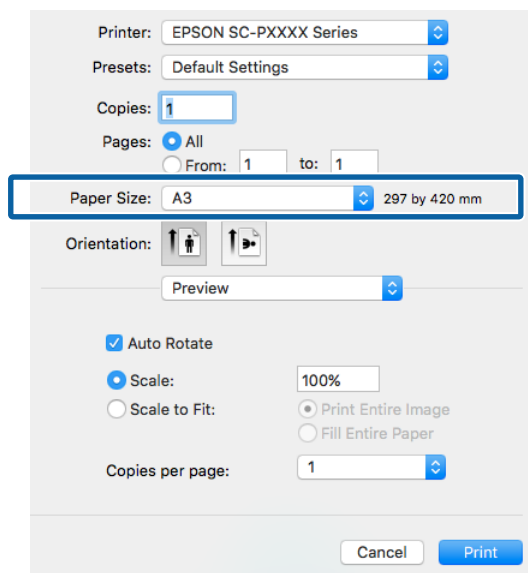 Printer: EPSON SC-PXXXX Series
Presets: Default Settings
Copies: 1
Pages: All
From: 1 to: 1
Paper Size: A3 297 by 420 mm
Orientation:
Preview
Auto Rotate
Scale: 100%
Scale to Fit: Print Entire Image
Fill Entire Paper
Copies per page: 1
Cancel Print